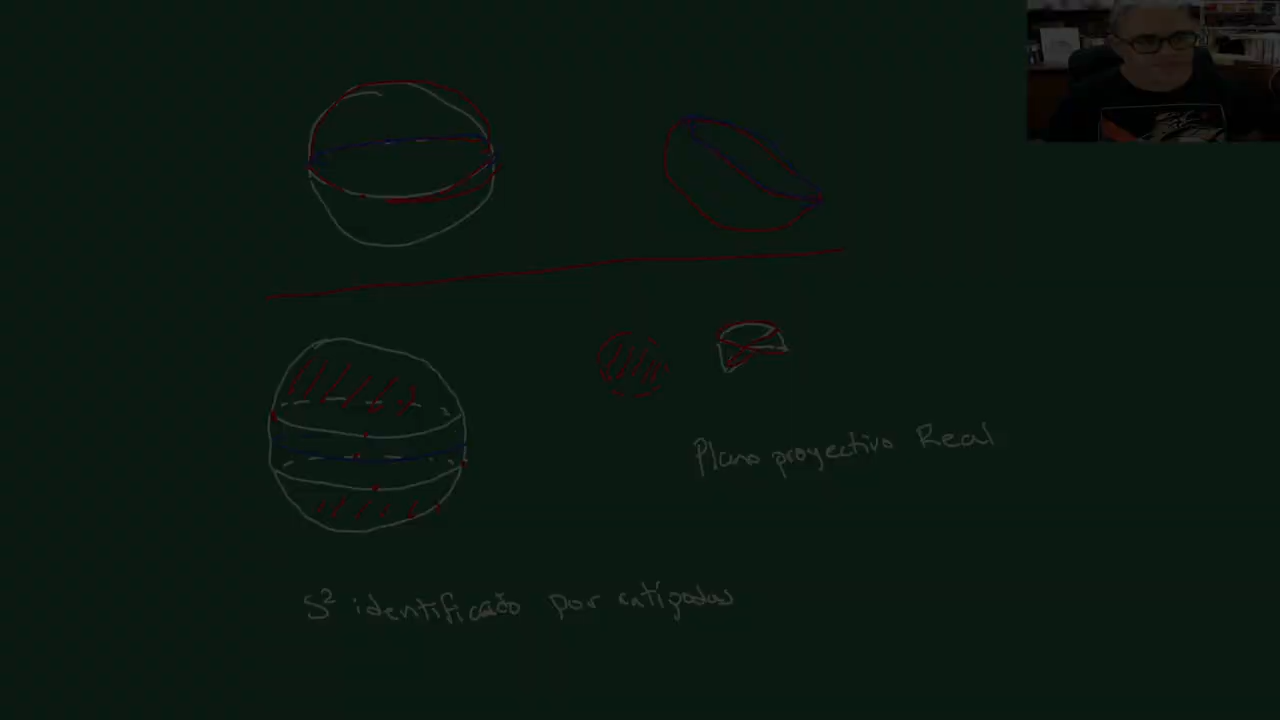 Plano proyectivo Real
S² identificado por antípodas